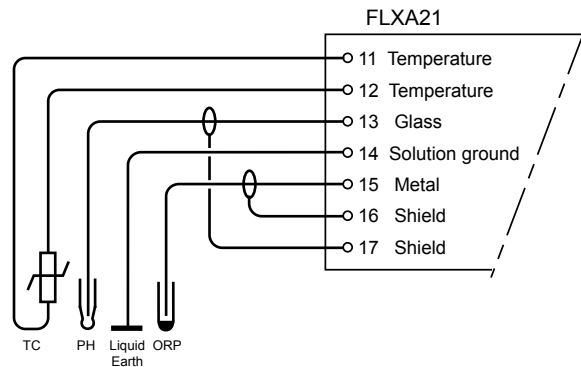 FLXA21
11 Temperature
12 Temperature
13 Glass
14 Solution ground
15 Metal
16 Shield
17 Shield
TC PH Liquid Earth ORP